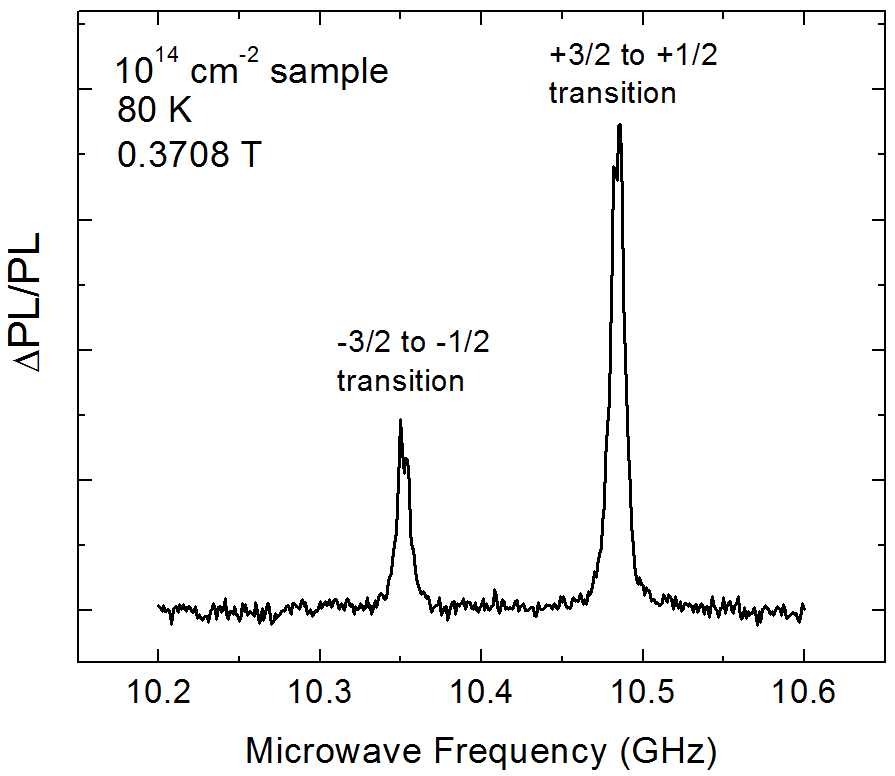 10¹⁴ cm⁻² sample
80 K
0.3708 T
+3/2 to +1/2
transition
-3/2 to -1/2
transition
ΔPL/PL
10.2 10.3 10.4 10.5 10.6
Microwave Frequency (GHz)